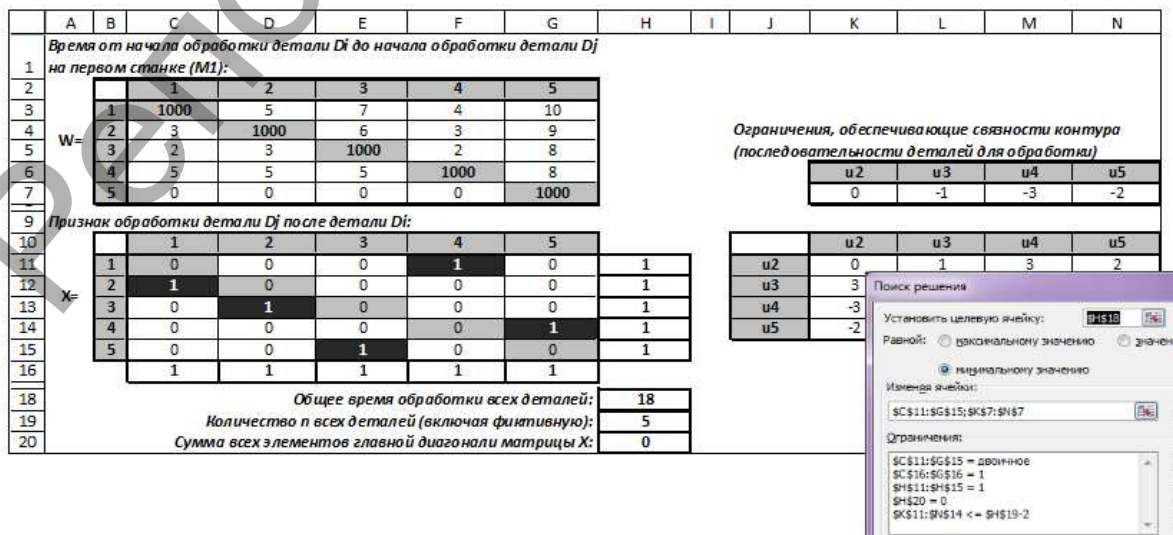 A B C D E F G H I J K L M N
Время от начала обработки детали Di до начала обработки детали Dj
1 на первом станке (M1):
2 1 2 3 4 5
3 1 1000 5 7 4 10
4 2 3 1000 6 3 9 Ограничения, обеспечивающие связности контура
W=
5 3 2 3 1000 2 8 (последовательности деталей для обработки)
6 4 5 5 5 1000 8 u2 u3 u4 u5
7 5 0 0 0 0 1000 0 -1 -3 -2
9 Признак обработки детали Dj после детали Di:
10 1 2 3 4 5 u2 u3 u4 u5
11 1 0 0 0 1 0 1 u2 0 1 3 2
12 2 1 0 0 0 0 1 u3 3
X=
13 3 0 1 0 0 0 1 u4 -3
14 4 0 0 0 0 1 1 u5 -2
15 5 0 0 1 0 0 1
16 1 1 1 1 1
18 Общее время обработки всех деталей: 18
19 Количество n всех деталей (включая фиктивную): 5
20 Сумма всех элементов главной диагонали матрицы X: 0
Поиск решения
Установить целевую ячейку: $H$18
Равной: максимальному значению значен
минимальному значению
Изменяя ячейки:
$C$11:$G$15;$K$7:$N$7
Ограничения:
$C$11:$G$15 = двоичное
$C$16:$G$16 = 1
$H$11:$H$15 = 1
$H$20 = 0
$K$11:$N$14 <= $H$19-2
Репо